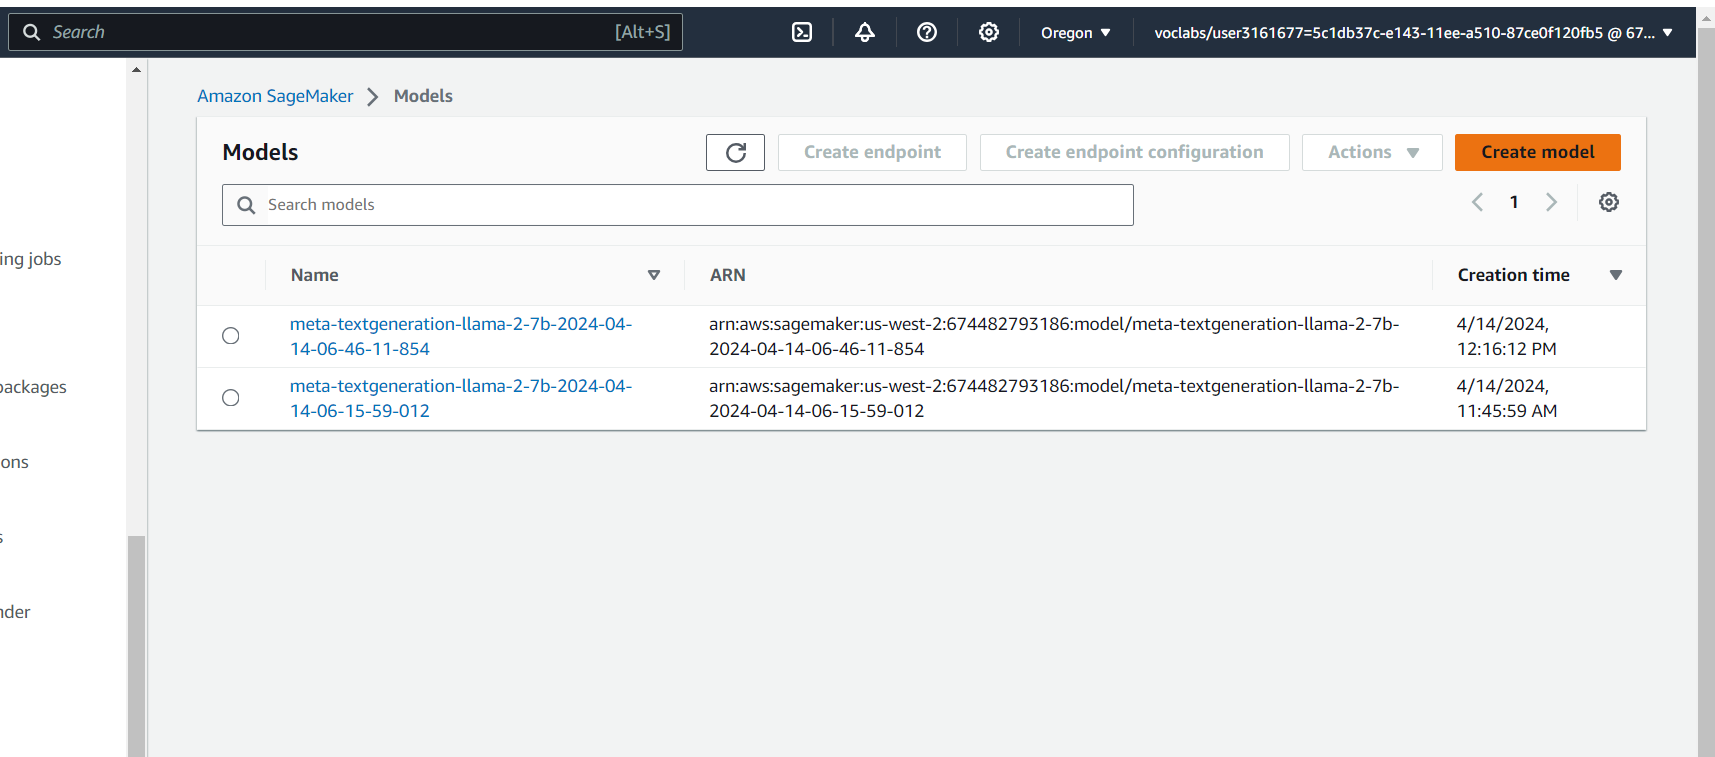 Search [Alt+S] Oregon voclabs/user3161677=5c1db37c-e143-11ee-a510-87ce0f120fb5 @ 67...
Amazon SageMaker > Models
Models Create endpoint Create endpoint configuration Actions Create model
Search models 1
ing jobs
Name ARN Creation time
meta-textgeneration-llama-2-7b-2024-04- arn:aws:sagemaker:us-west-2:674482793186:model/meta-textgeneration-llama-2-7b- 4/14/2024,
14-06-46-11-854 2024-04-14-06-46-11-854 12:16:12 PM
meta-textgeneration-llama-2-7b-2024-04- arn:aws:sagemaker:us-west-2:674482793186:model/meta-textgeneration-llama-2-7b- 4/14/2024,
14-06-15-59-012 2024-04-14-06-15-59-012 11:45:59 AM
packages
ons
s
nder